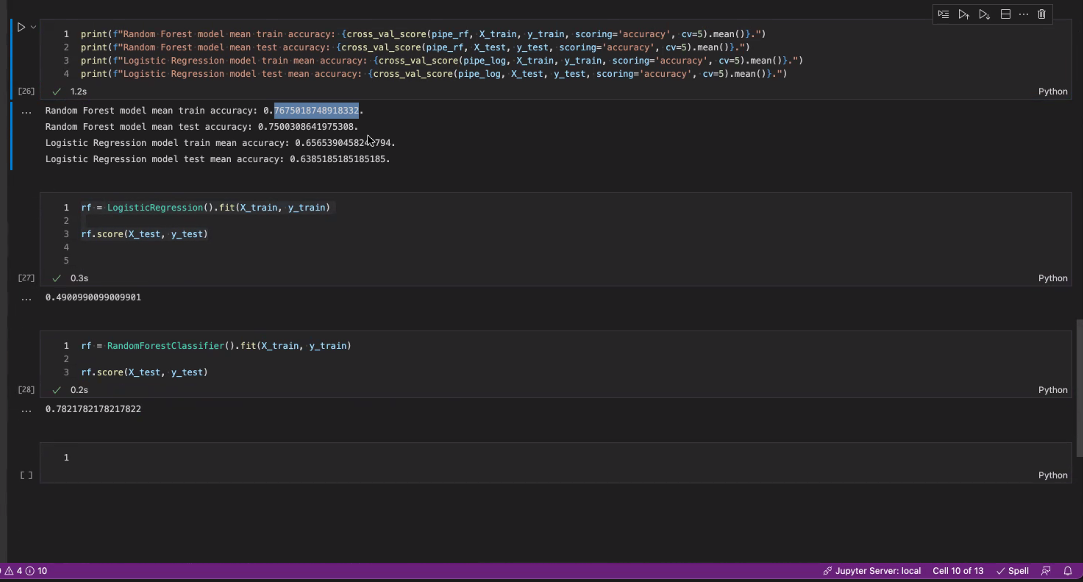 1 print(f"Random Forest model mean train accuracy: {cross_val_score(pipe_rf, X_train, y_train, scoring='accuracy', cv=5).mean()}.")
2 print(f"Random Forest model mean test accuracy: {cross_val_score(pipe_rf, X_test, y_test, scoring='accuracy', cv=5).mean()}.")
3 print(f"Logistic Regression model train mean accuracy: {cross_val_score(pipe_log, X_train, y_train, scoring='accuracy', cv=5).mean()}.")
4 print(f"Logistic Regression model test mean accuracy: {cross_val_score(pipe_log, X_test, y_test, scoring='accuracy', cv=5).mean()}.")
[26] 1.2s Python
Random Forest model mean train accuracy: 0.7675018748918332.
Random Forest model mean test accuracy: 0.7500308641975308.
Logistic Regression model train mean accuracy:
Logistic Regression model test mean accuracy: 0.6385185185185185.
1 rf = LogisticRegression().fit(X_train, y_train)
2
3 rf.score(X_test, y_test)
4
5
[27] 0.3s Python
0.4900990099009901
1 rf = RandomForestClassifier().fit(X_train, y_train)
2
3 rf.score(X_test, y_test)
[28] 0.2s Python
0.7821782178217822
1
[ ] Python
4 10 Jupyter Server: local Cell 10 of 13 Spell